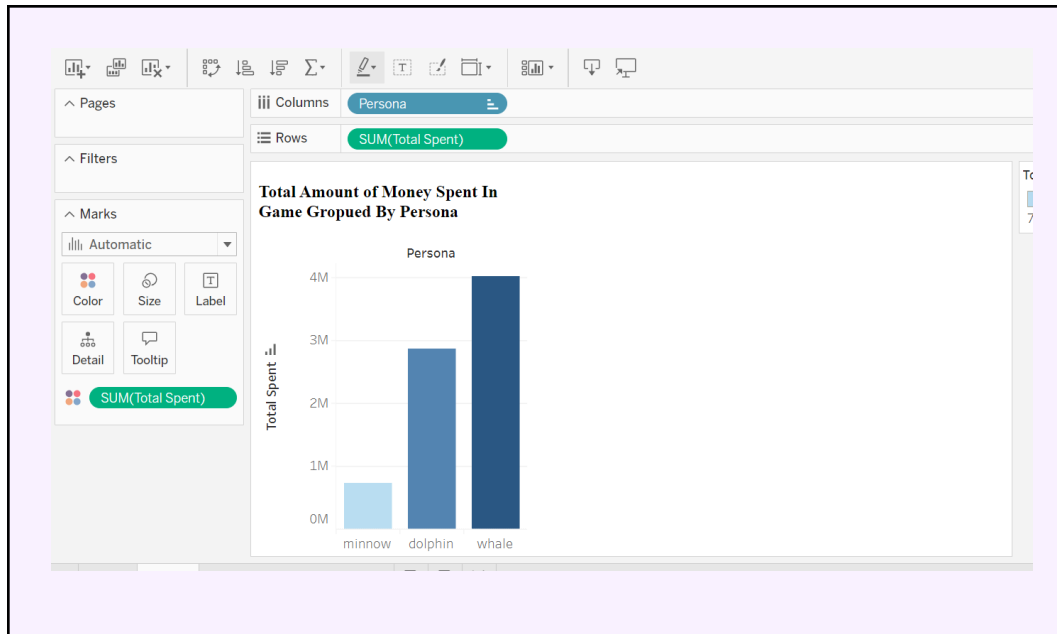 Pages
Columns
Persona
Rows
SUM(Total Spent)
Filters
Marks
Automatic
Color
Size
Label
Detail
Tooltip
SUM(Total Spent)
Total Amount of Money Spent In
Game Gropued By Persona
Persona
4M
3M
2M
1M
0M
Total Spent
minnow
dolphin
whale